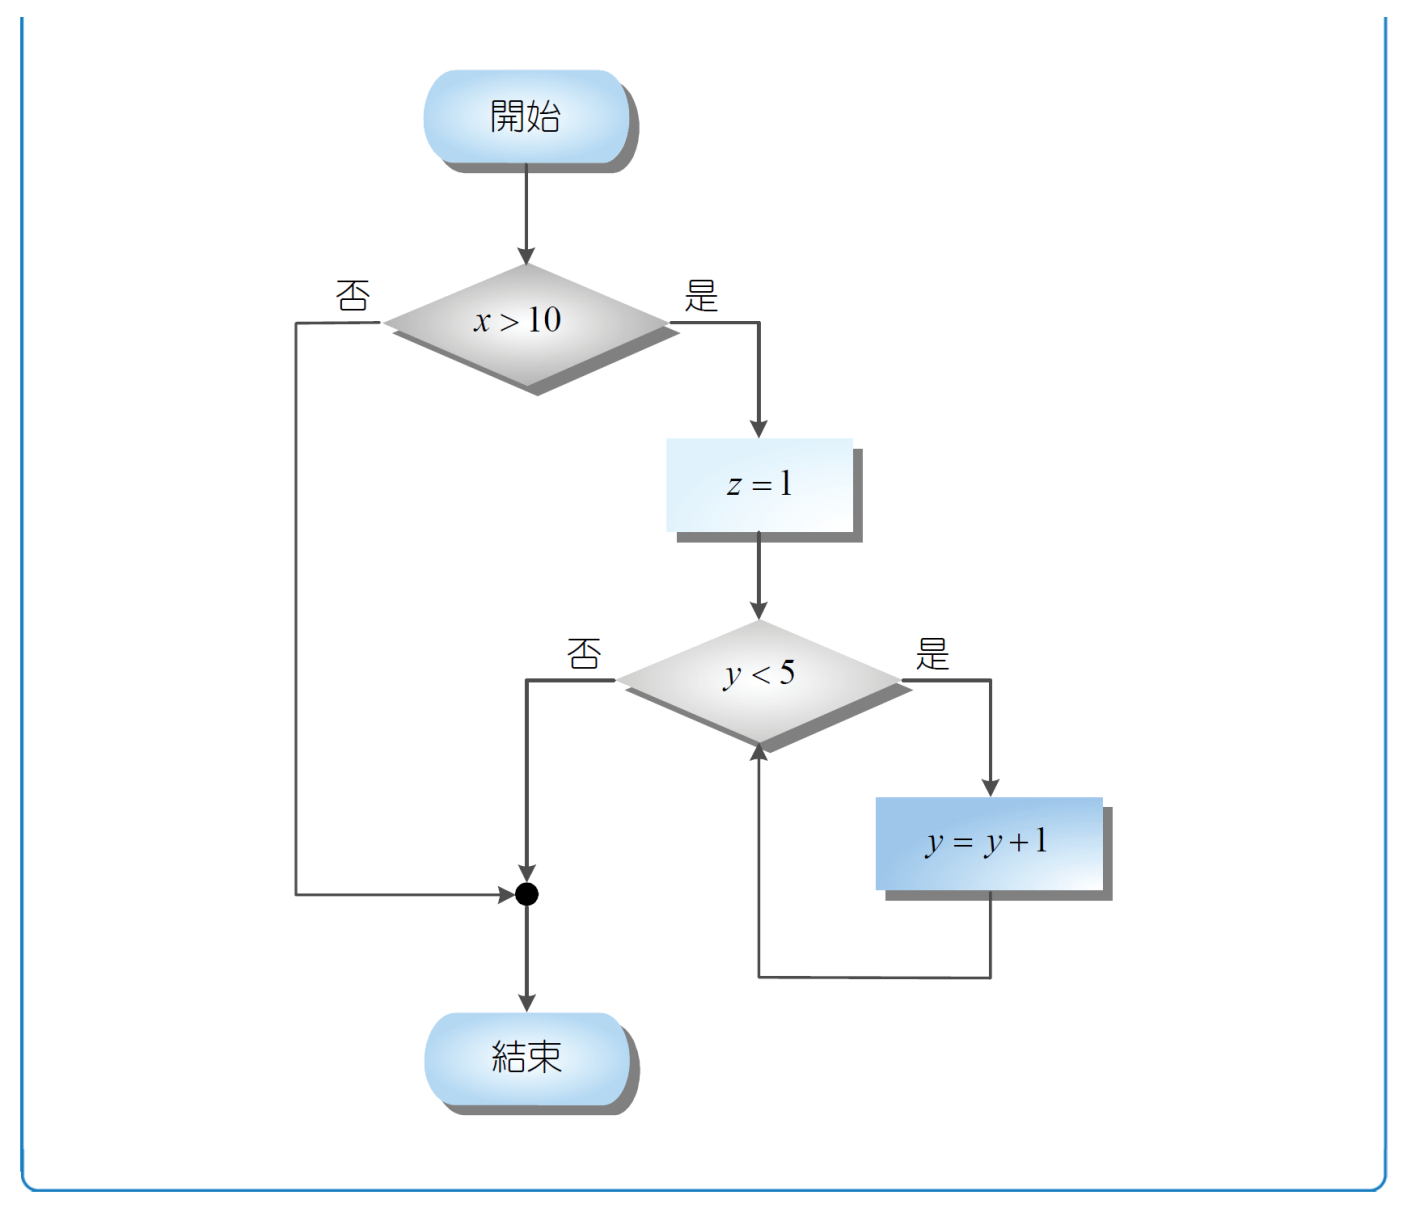 開始
否
是
x > 10
z = 1
否
是
y < 5
y = y + 1
結束